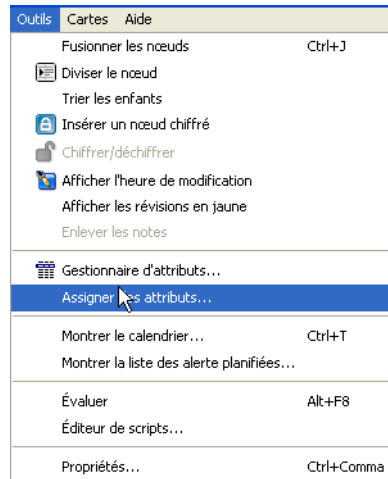 Outils Cartes Aide
Fusionner les nœuds Ctrl+J
Diviser le nœud
Trier les enfants
Insérer un nœud chiffré
Chiffrer/déchiffrer
Afficher l'heure de modification
Afficher les révisions en jaune
Enlever les notes
Gestionnaire d'attributs...
Assigner attributs...
Montrer le calendrier... Ctrl+T
Montrer la liste des alerte planifiées...
Évaluer Alt+F8
Éditeur de scripts...
Propriétés... Ctrl+Comma